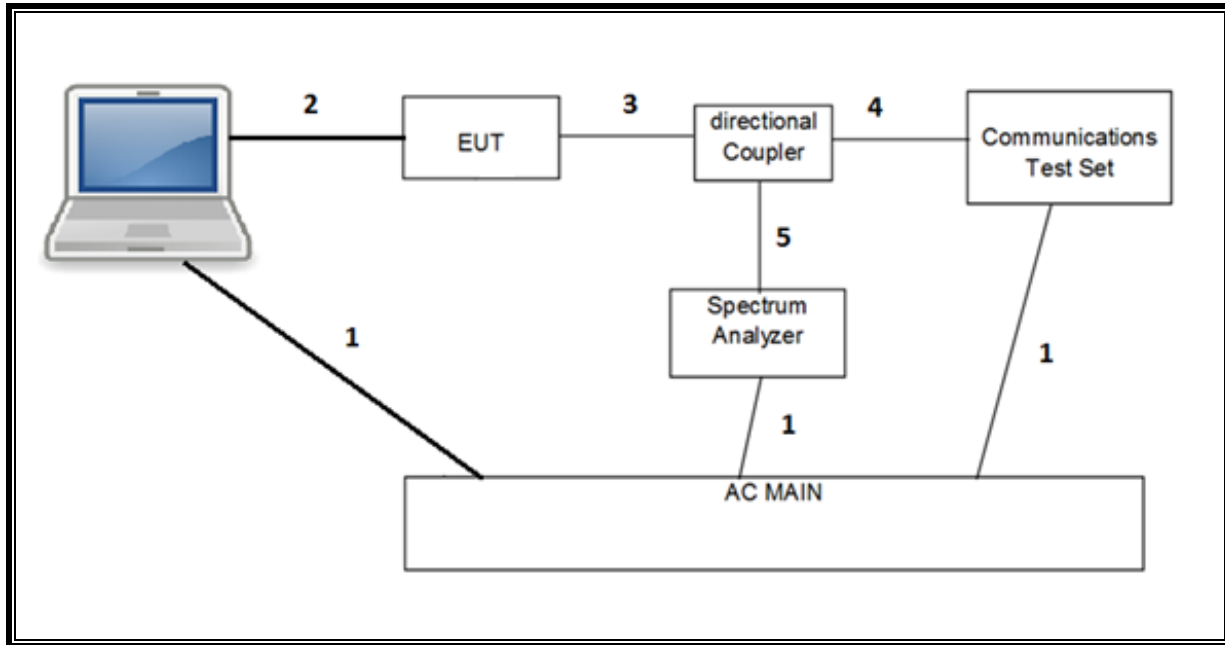 2
EUT
3
directional
Coupler
4
Communications
Test Set
5
Spectrum
Analyzer
1
1
1
AC MAIN